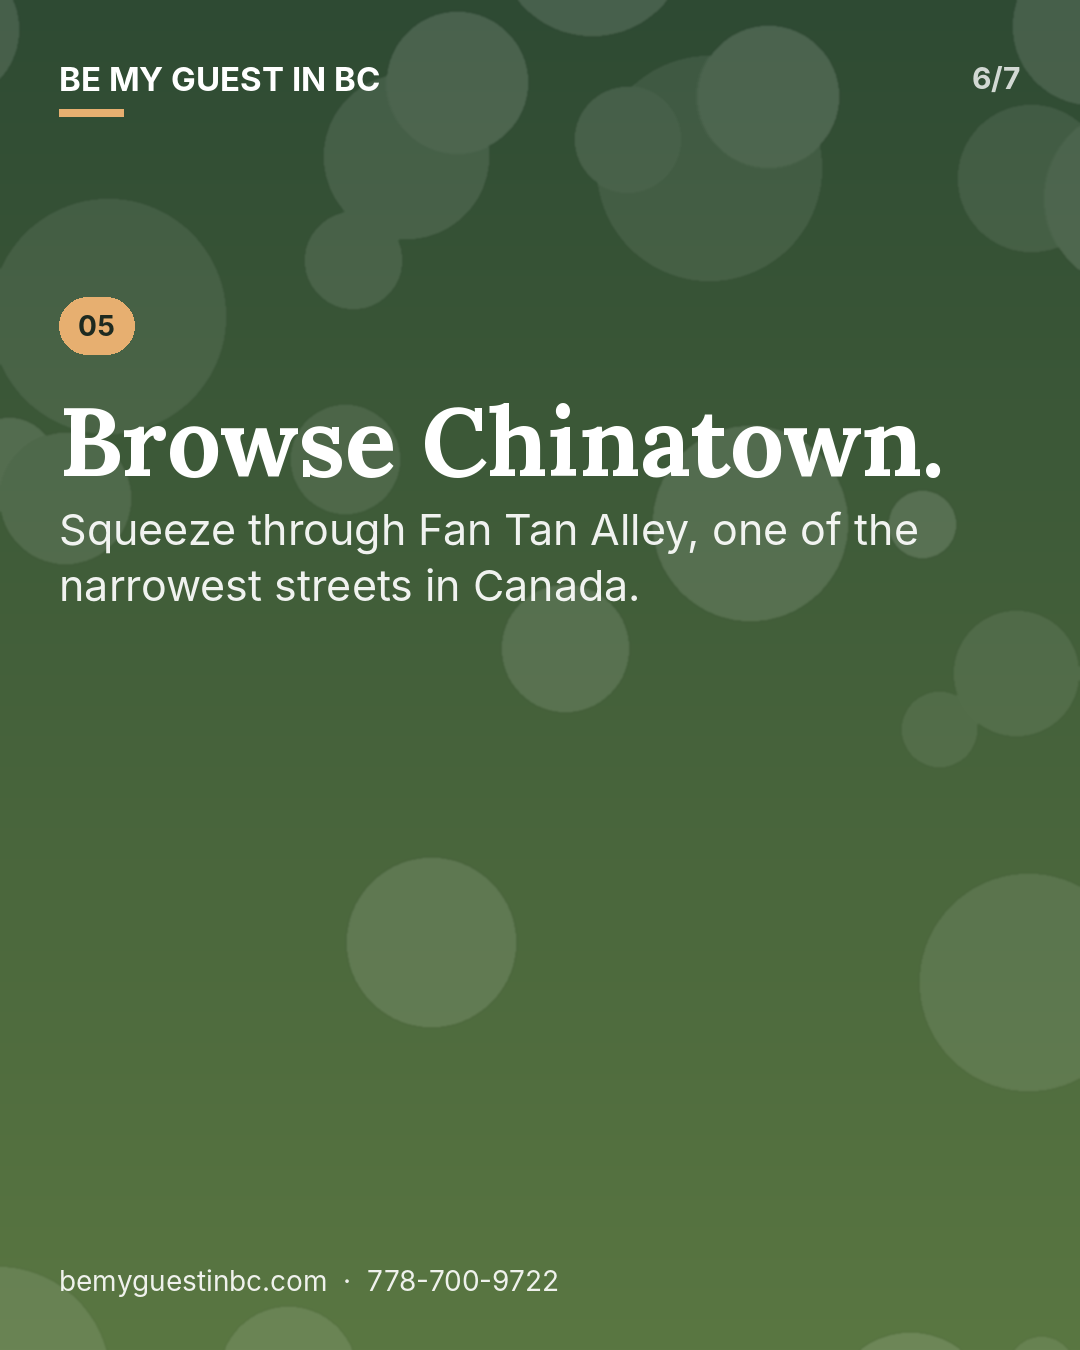 BE MY GUEST IN BC
6/7
05
Browse Chinatown.
Squeeze through Fan Tan Alley, one of the
narrowest streets in Canada.
bemyguestinbc.com · 778-700-9722